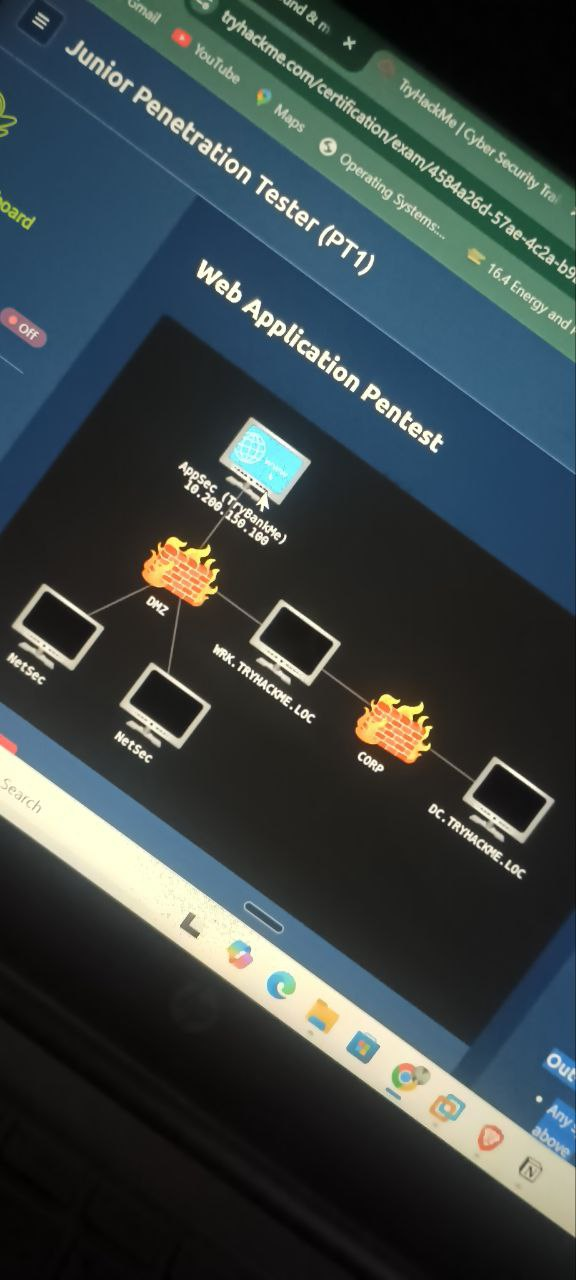 Gmail
YouTube
Maps
Operating Systems:...
16.4 Energy and
tryhackme.com/certification/exam/4584a26d-57ae-4c2a-b9
TryHackMe | Cyber Security Trai
Junior Penetration Tester (PT1)
Off
Web Application Pentest
AppSec (TryBankMe)
10.200.150.100
DMZ
NetSec
NetSec
WRK.TRYHACKME.LOC
CORP
DC.TRYHACKME.LOC
Search
Out
Any
above